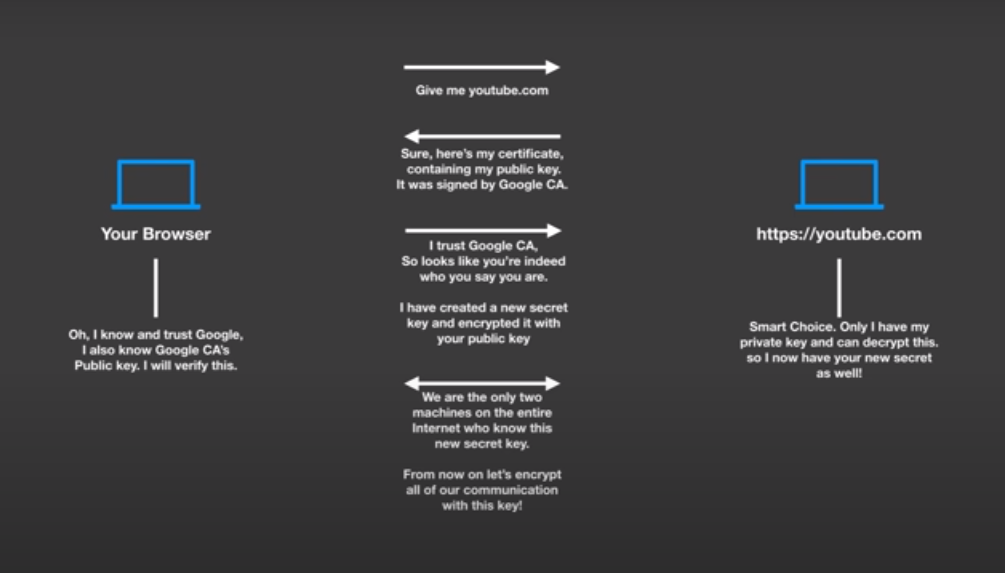 Give me youtube.com
Sure, here's my certificate,
containing my public key.
It was signed by Google CA.
Your Browser
https://youtube.com
I trust Google CA,
So looks like you're indeed
who you say you are.
I have created a new secret
key and encrypted it with
your public key
Oh, I know and trust Google,
I also know Google CA's
Public key. I will verify this.
Smart Choice. Only I have my
private key and can decrypt this.
so I now have your new secret
as well!
We are the only two
machines on the entire
Internet who know this
new secret key.
From now on let's encrypt
all of our communication
with this key!